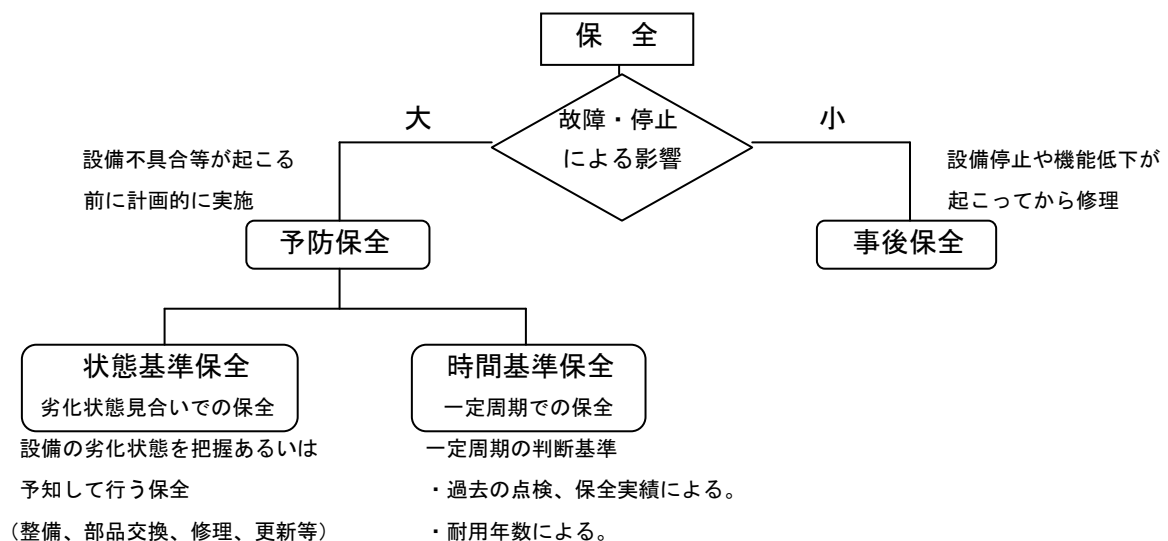 保　全
故障・停止
による影響
大
小
設備不具合等が起こる
前に計画的に実施
設備停止や機能低下が
起こってから修理
予防保全
事後保全
状態基準保全
劣化状態見合いでの保全
時間基準保全
一定周期での保全
設備の劣化状態を把握あるいは
予知して行う保全
（整備、部品交換、修理、更新等）
一定周期の判断基準
・過去の点検、保全実績による。
・耐用年数による。